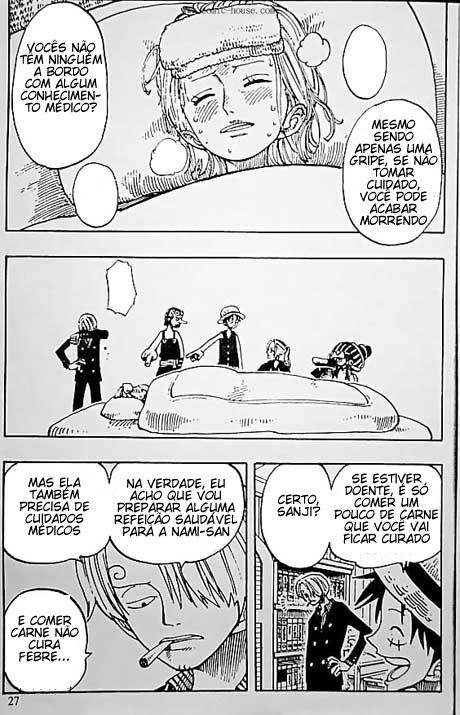 comic-house.com
MESMO
SENDO
APENAS UMA
GRIPE, SE NÃO
TOMAR
CUIDADO,
VOCÊ PODE
ACABAR
MORRENDO
VOCÊS NÃO
TÊM NINGUÉM
A BORDO
COM ALGUM
CONHECIMEN-
TO MÉDICO?
SE ESTIVER
DOENTE, É SÓ
COMER UM
POUCO DE CARNE
QUE VOCÊ VAI
FICAR CURADO
CERTO,
SANJI?
NA VERDADE, EU
ACHO QUE VOU
PREPARAR ALGUMA
REFEIÇÃO SAUDÁVEL
PARA A NAMI-SAN
MAS ELA
TAMBÉM
PRECISA DE
CUIDADOS
MÉDICOS
E COMER
CARNE NÃO
CURA
FEBRE...
27